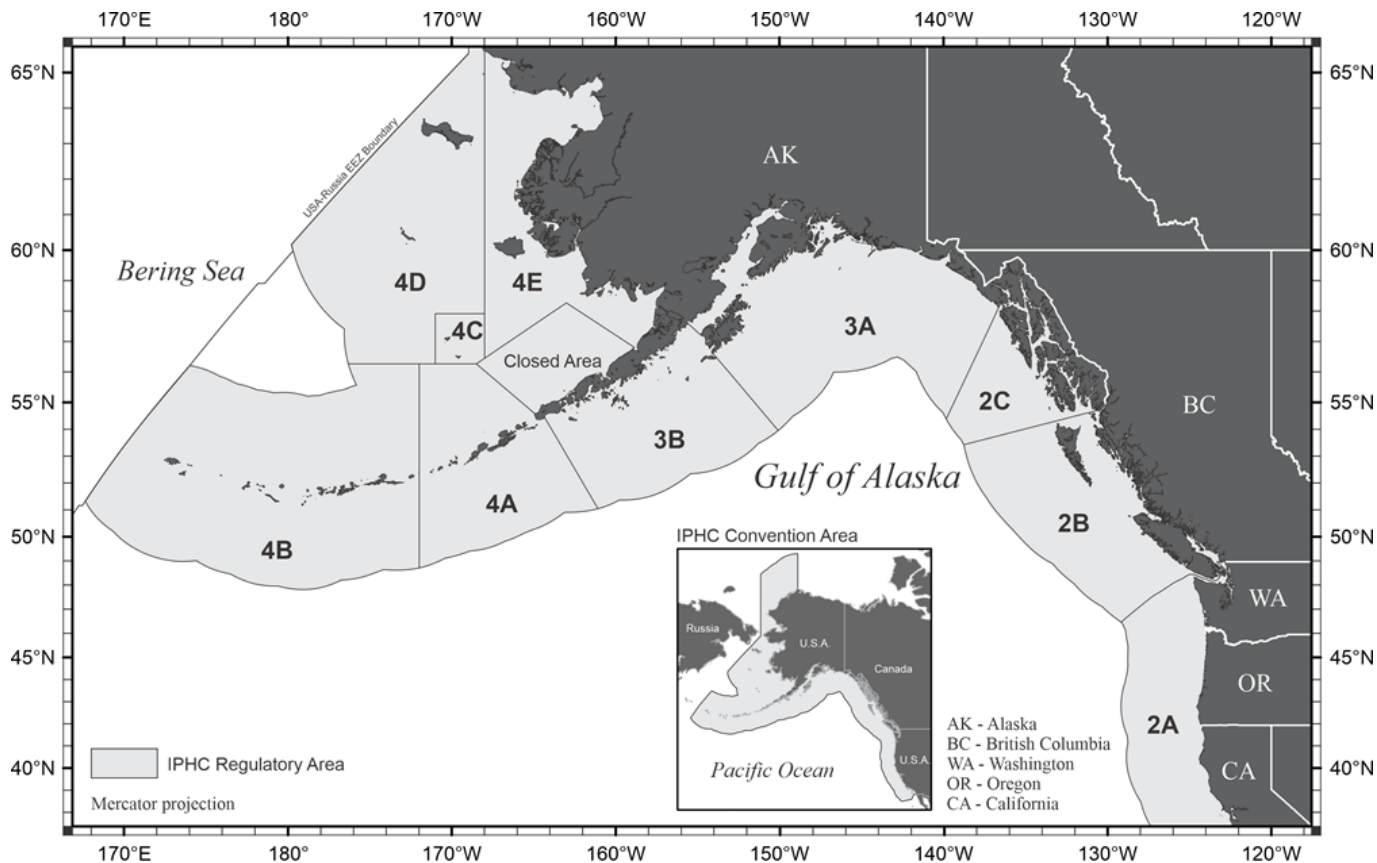 170°E 180° 170°W 160°W 150°W 140°W 130°W 120°W
65°N 65°N
USA-Russia EEZ Boundary
AK
60°N 60°N
Bering Sea
4D 4E
4C 3A
Closed Area
55°N 2C BC 55°N
3B
Gulf of Alaska
4A 2B
50°N 4B 50°N
IPHC Convention Area
WA
Russia U.S.A.
Canada
45°N 45°N
OR
2A
AK - Alaska
BC - British Columbia
WA - Washington
OR - Oregon
CA - California
U.S.A.
CA
IPHC Regulatory Area
Pacific Ocean
40°N 40°N
Mercator projection
170°E 180° 170°W 160°W 150°W 140°W 130°W 120°W